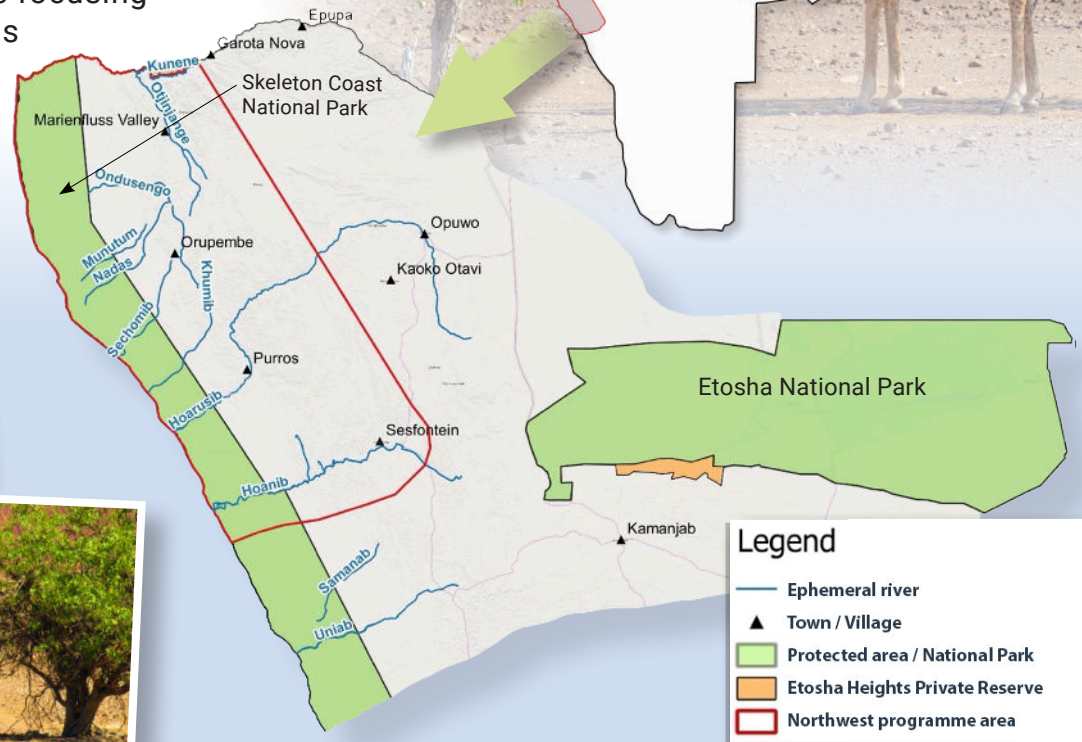 focusing
s
Epupa
Garota Nova
Kunene
Skeleton Coast
National Park
Otjinjange
Marienfluss Valley
Ondusengo
Opuwo
Munutum
Orupembe
Nadas
Kaoko Otavi
Khumib
Sechomib
Purros
Etosha National Park
Hoarusib
Sesfontein
Hoanib
Kamanjab
Samanab
Uniab
Legend
Ephemeral river
Town / Village
Protected area / National Park
Etosha Heights Private Reserve
Northwest programme area